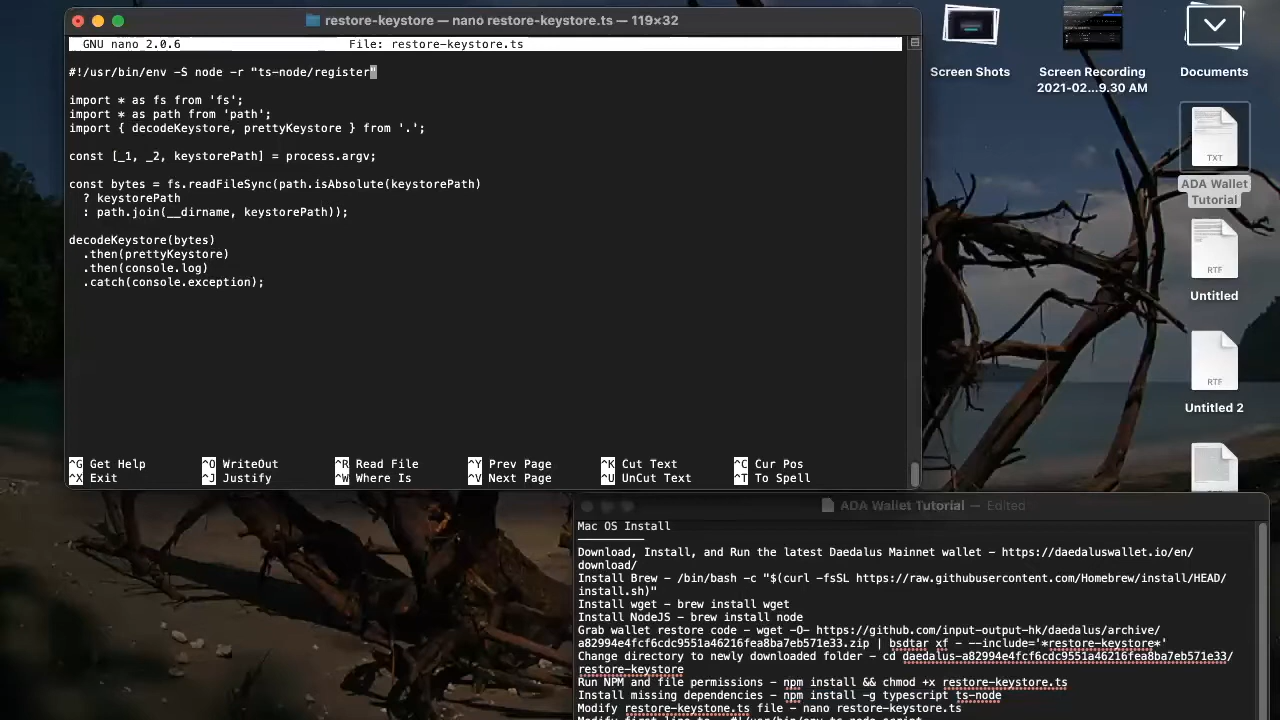 restore-keystore — nano restore-keystore.ts — 119×32
GNU nano 2.0.6 File: restore-keystore.ts
#!/usr/bin/env -S node -r "ts-node/register"
import * as fs from 'fs';
import * as path from 'path';
import { decodeKeystore, prettyKeystore } from '.';
const [_1, _2, keystorePath] = process.argv;
const bytes = fs.readFileSync(path.isAbsolute(keystorePath)
? keystorePath
: path.join(__dirname, keystorePath));
decodeKeystore(bytes)
.then(prettyKeystore)
.then(console.log)
.catch(console.exception);
^G Get Help ^O WriteOut ^R Read File ^Y Prev Page ^K Cut Text ^C Cur Pos
^X Exit ^J Justify ^W Where Is ^V Next Page ^U UnCut Text ^T To Spell
Screen Shots
Screen Recording
2021-02...9.30 AM
Documents
TXT
ADA Wallet
Tutorial
RTF
Untitled
RTF
Untitled 2
ADA Wallet Tutorial — Edited
Mac OS Install
Download, Install, and Run the latest Daedalus Mainnet wallet - https://daedaluswallet.io/en/
download/
Install Brew - /bin/bash -c "$(curl -fsSL https://raw.githubusercontent.com/Homebrew/install/HEAD/
install.sh)"
Install wget - brew install wget
Install NodeJS - brew install node
Grab wallet restore code - wget -O- https://github.com/input-output-hk/daedalus/archive/
a82994e4fcf6cdc9551a46216fea8ba7eb571e33.zip | bsdtar xf - --include='*restore-keystore*'
Change directory to newly downloaded folder - cd daedalus-a82994e4fcf6cdc9551a46216fea8ba7eb571e33/
restore-keystore
Run NPM and file permissions - npm install && chmod +x restore-keystore.ts
Install missing dependencies - npm install -g typescript ts-node
Modify restore-keystone.ts file - nano restore-keystore.ts